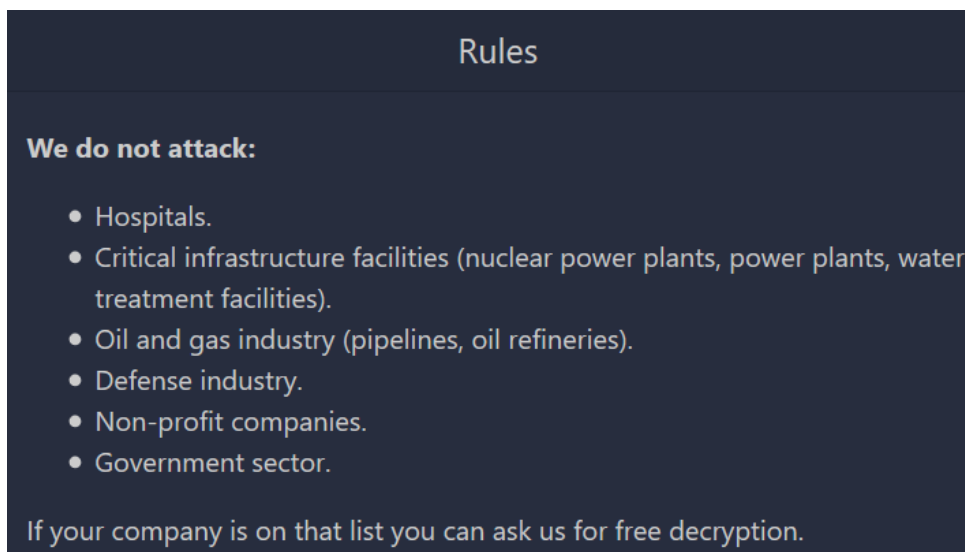 Rules
We do not attack:
• Hospitals.
• Critical infrastructure facilities (nuclear power plants, power plants, water
treatment facilities).
• Oil and gas industry (pipelines, oil refineries).
• Defense industry.
• Non-profit companies.
• Government sector.
If your company is on that list you can ask us for free decryption.